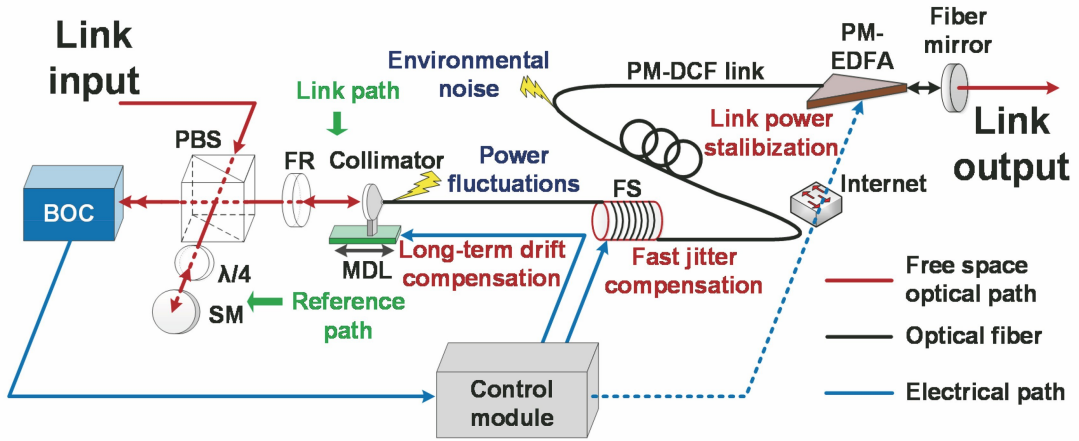 Link
input
Environmental
noise
PM-DCF link
PM-
EDFA
Fiber
mirror
Link path
Link power
stalibization
Link
output
PBS
FR
Collimator
Power
fluctuations
FS
Internet
BOC
MDL
Long-term drift
compensation
Fast jitter
compensation
λ/4
SM
Reference
path
Free space
optical path
Optical fiber
Electrical path
Control
module